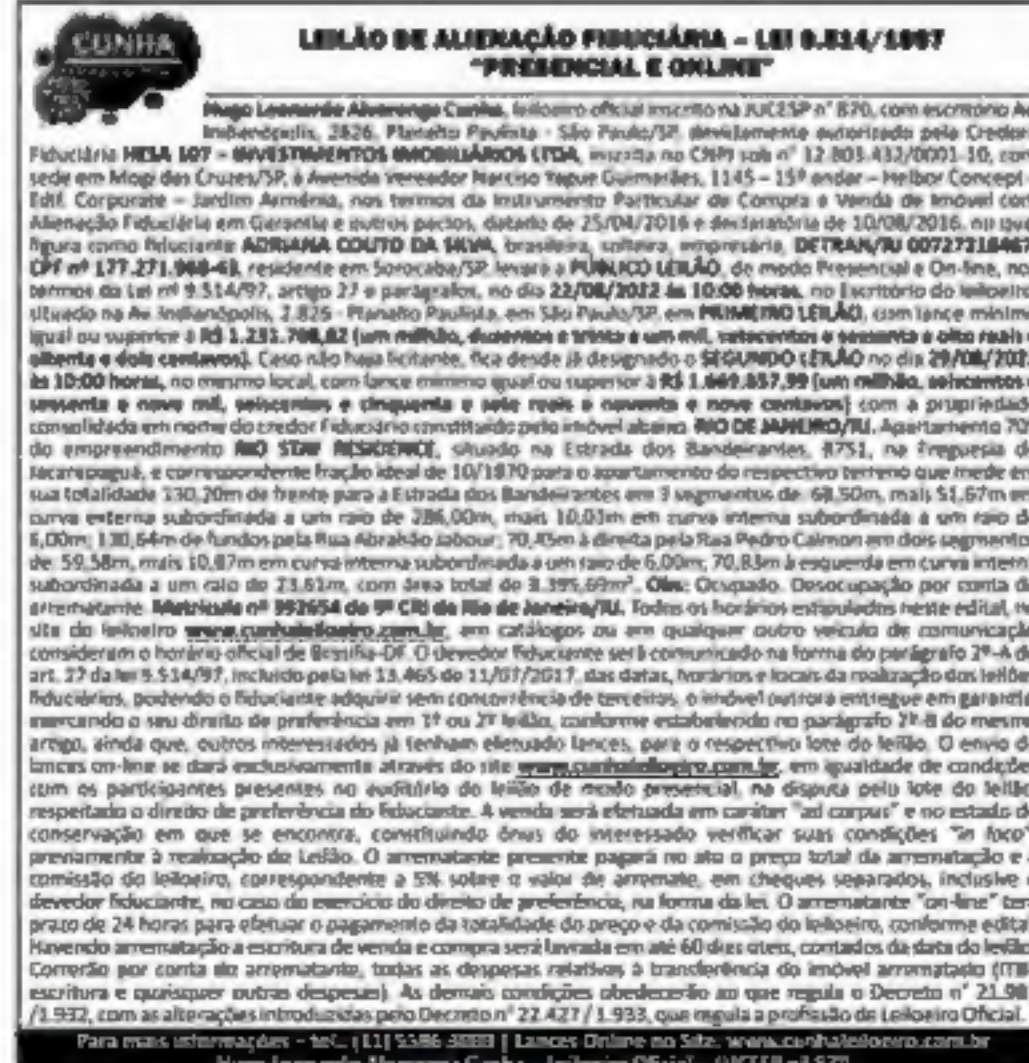 CUNHA
LEILÃO DE ALIENAÇÃO FIDUCIÁRIA – LEI 9.514/1997
"PRESENCIAL E ONLINE"
Hugo Leonardo Alvarenga Cunha, leiloeiro oficial inscrito na JUCESP n° 870, com escritório Av
Indianópolis, 2826, Planalto Paulista - São Paulo/SP, devidamente autorizado pela Credor
Fiduciária HESA 107 – INVESTIMENTOS IMOBILIÁRIOS LTDA, inscrita no CNPJ sob n° 12.803.432/0001-10, com
sede em Mogi das Cruzes/SP, à Avenida Vereador Narciso Yague Guimarães, 1145 – 15º andar – Helbor Concept –
Edif. Corporate – Jardim Armênia, nos termos do Instrumento Particular de Compra e Venda de Imóvel com
Alienação Fiduciária em Garantia e outros pactos, datado de 25/04/2016 e de 10/08/2016, no qual
figura como fiduciante ADRIANA COUTO DA SILVA, brasileira, solteira, empresária, DETRAN/RJ
CPF nº residente em Sorocaba/SP, levará a PÚBLICO LEILÃO, de modo Presencial e On-line, nos
termos da Lei nº 9.514/97, artigo 27 e parágrafos, no dia 22/08/2022 às 10:00 horas, no Escritório do leiloeiro
situado na Av. Indianópolis, 2.826 - Planalto Paulista, em São Paulo/SP, em PRIMEIRO LEILÃO, com lance mínimo
igual ou superior a R$ 1.231.768,82 (um milhão, duzentos e trinta e um mil, setecentos e sessenta e oito reais e
oitenta e dois centavos). Caso não haja licitante, fica desde já designado o SEGUNDO LEILÃO no dia 29/08/202
às 10:00 horas, no mesmo local, com lance mínimo igual ou superior a R$ 1.669.657,99 (um milhão, seiscentos e
sessenta e nove mil, seiscentos e cinquenta e sete reais e noventa e nove centavos) com a propriedade
consolidada em nome do credor Fiduciário constituído pelo imóvel abaixo. RIO DE JANEIRO/RJ. Apartamento
do empreendimento RIO STAY RESIDENCE, situado na Estrada dos Bandeirantes, 8751, na Freguesia de
Jacarepaguá, e correspondente fração ideal de 10/1870 para o apartamento do respectivo terreno que mede em
sua totalidade 130,20m de frente para a Estrada dos Bandeirantes em 3 segmentos de: 68,50m, mais 51,67m em
curva externa subordinada a um raio de 286,00m, mais 10,03m em curva interna subordinada a um raio de
6,00m; 130,64m de fundos pela Rua Abrahão Jabour; 70,45m à direita pela Rua Pedro Calmon em dois segmentos
de: 59,58m, mais 10,87m em curva interna subordinada a um raio de 6,00m; 70,83m à esquerda em curva interna
subordinada a um raio de 23,61m, com área total de 3.395,69m². Obs: Ocupado. Desocupação por conta do
arrematante. Matrícula nº 392654 do 9º CRI do Rio de Janeiro/RJ. Todos os horários estipulados neste edital, no
site do leiloeiro www.cunhaleiloeiro.com.br, em catálogos ou em qualquer outro veículo de comunicação
consideram o horário oficial de Brasília-DF. O devedor fiduciante será comunicado na forma do parágrafo 2º-A do
art. 27 da lei 9.514/97, incluído pela lei 13.465 de 11/07/2017, das datas, horários e locais da realização dos leilões
fiduciários, podendo o fiduciante adquirir sem concorrência de terceiros, o imóvel outrora entregue em garantia,
exercendo o seu direito de preferência em 1º ou 2º leilão, conforme estabelecido no parágrafo 2º-B do mesmo
artigo, ainda que, outros interessados já tenham efetuado lances, para o respectivo lote do leilão. O envio de
lances on-line se dará exclusivamente através do site www.cunhaleiloeiro.com.br, em igualdade de condições
com os participantes presentes no auditório do leilão de modo presencial, na disputa pelo lote do leilão
respeitado o direito de preferência do fiduciante. A venda será efetuada em caráter "ad corpus" e no estado de
conservação em que se encontra, constituindo ônus do interessado verificar suas condições "in loco",
previamente à realização do Leilão. O arrematante presente pagará no ato o preço total da arrematação e a
comissão do leiloeiro, correspondente a 5% sobre o valor de arremate, em cheques separados, inclusive o
devedor fiduciante, no caso do exercício do direito de preferência, na forma da lei. O arrematante "on-line" terá
prazo de 24 horas para efetuar o pagamento da totalidade do preço e da comissão do leiloeiro, conforme edital
Havendo arrematação a escritura de venda e compra será lavrada em até 60 dias úteis, contados da data do leilão
Correrão por conta do arrematante, todas as despesas relativas à transferência do imóvel arrematado (ITBI
escritura e quaisquer outras despesas). As demais condições obedecerão ao que regula o Decreto n° 21.981
/1.932, com as alterações introduzidas pelo Decreto n° 22.427 / 1.933, que regula a profissão de Leiloeiro Oficial.
Para mais informações – tel.: (11) | Lances Online no Site. www.cunhaleiloeiro.com.br
Hugo Leonardo Alvarenga Cunha – Leiloeiro Oficial – JUCESP n° 870